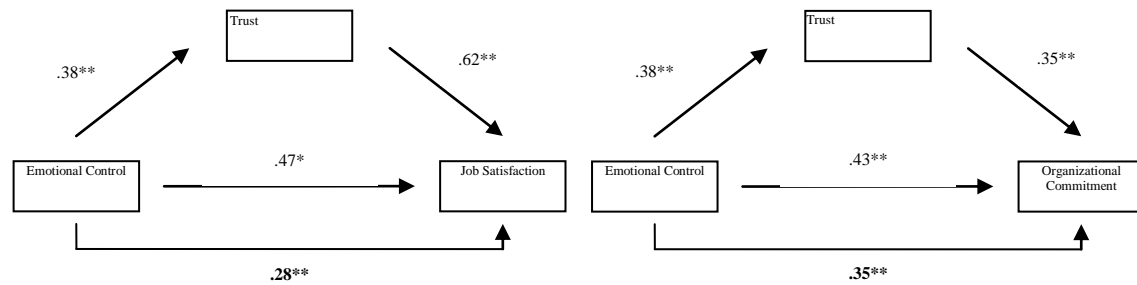 Trust
.38**
.62**
Emotional Control
.47*
Job Satisfaction
.28**
Trust
.38**
.35**
Emotional Control
.43**
Organizational
Commitment
.35**